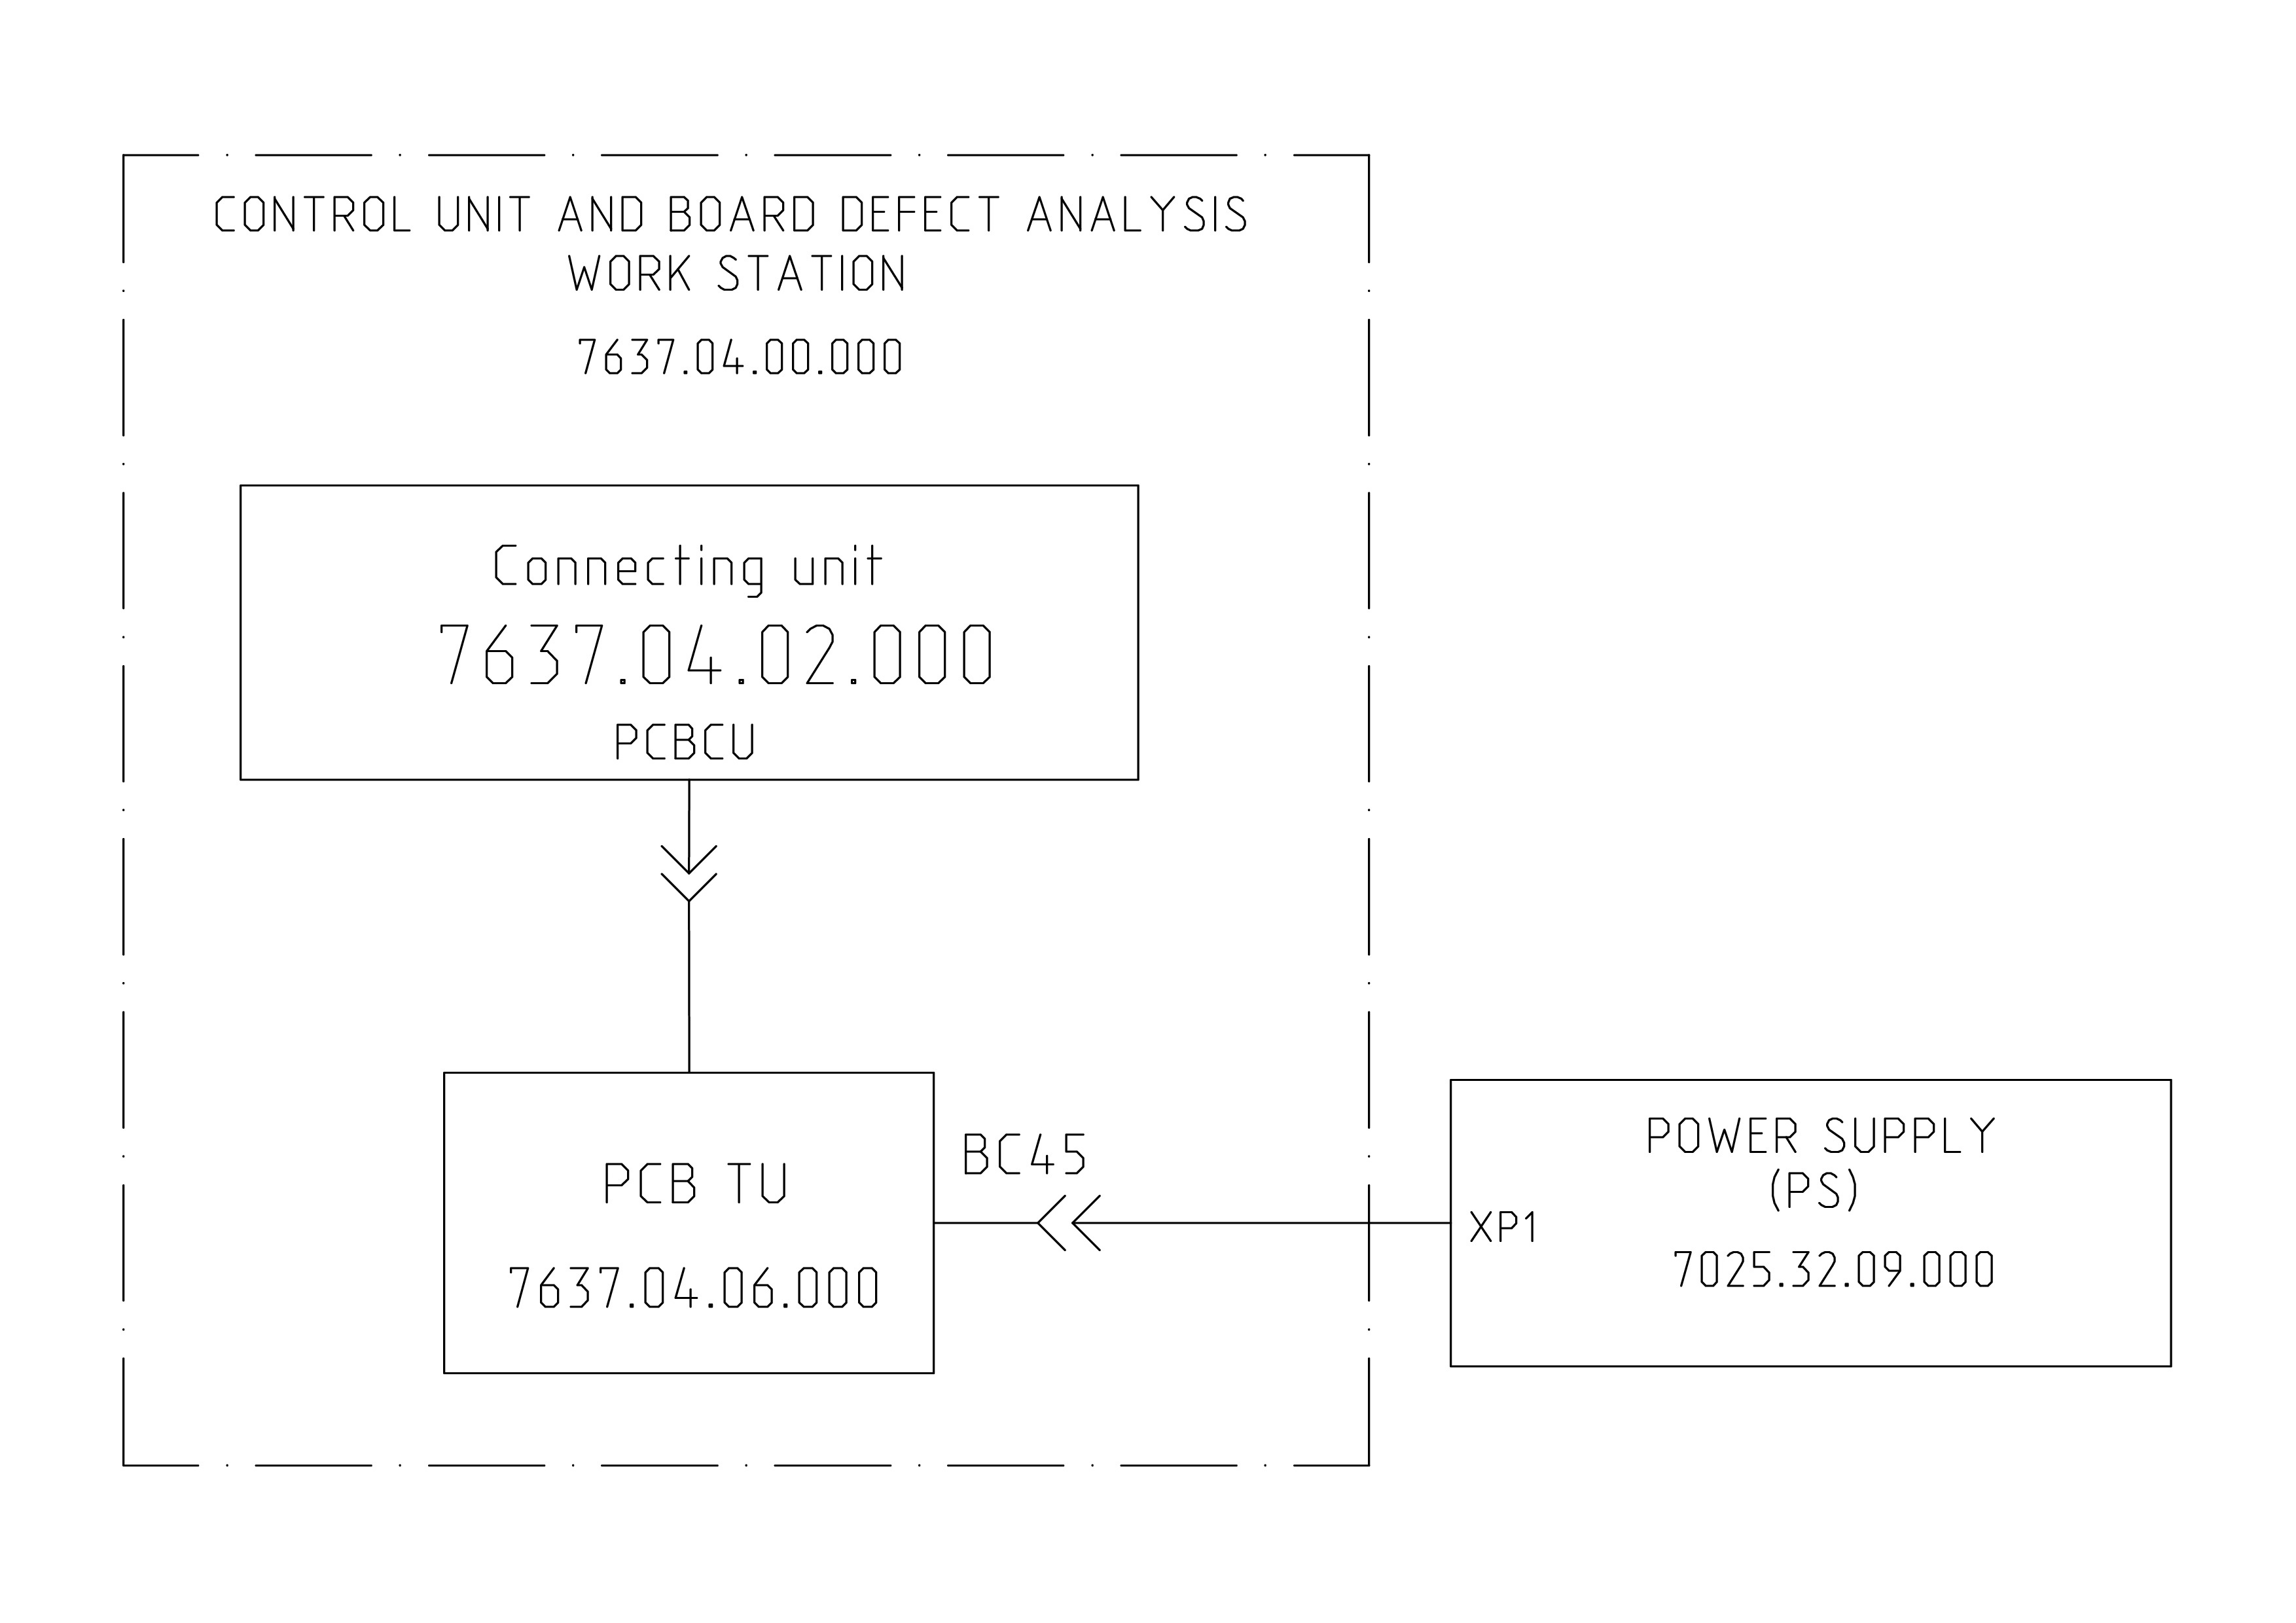 CONTROL UNIT AND BOARD DEFECT ANALYSIS
WORK STATION
7637.04.00.000
Connecting unit
7637.04.02.000
PCBCU
PCB TU
7637.04.06.000
BC45
XP1
POWER SUPPLY
(PS)
7025.32.09.000